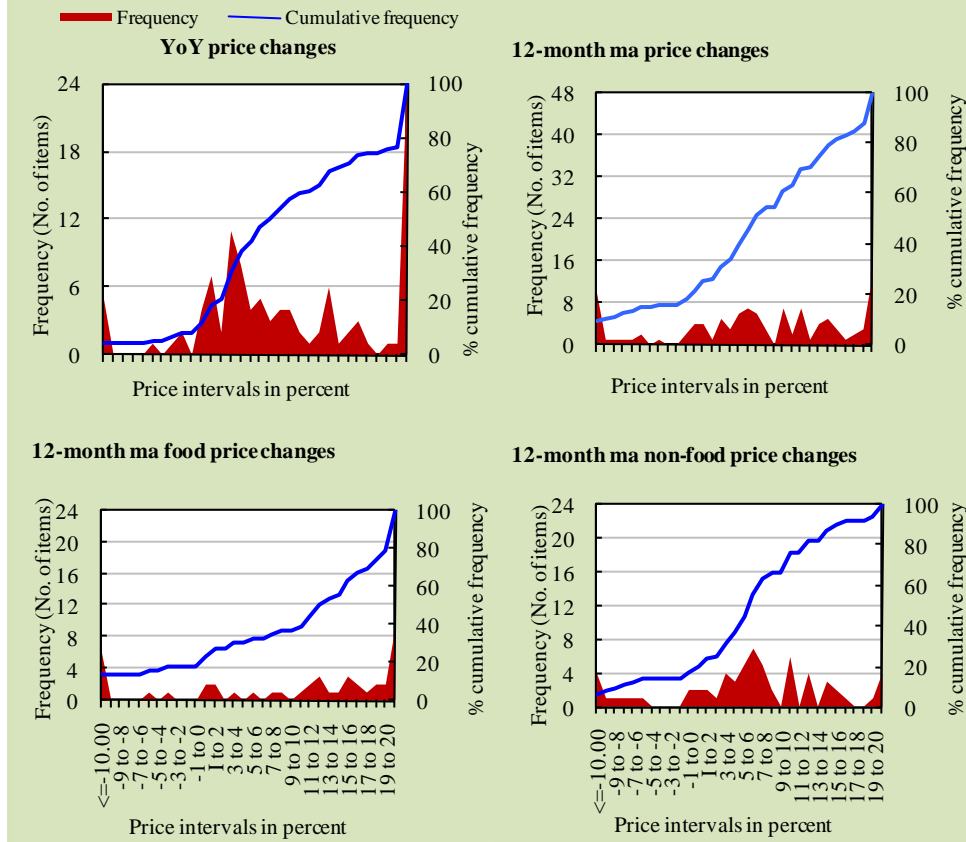 Frequency Cumulative frequency
YoY price changes
24
18
12
6
0
Frequency (No. of items)
100
80
60
40
20
0
% cumulative frequency
Price intervals in percent
12-month ma price changes
48
40
32
24
16
8
0
Frequency (No. of items)
100
80
60
40
20
0
% cumulative frequency
Price intervals in percent
12-month ma food price changes
24
20
16
12
8
4
0
Frequency (No. of items)
100
80
60
40
20
0
% cumulative frequency
<=-10.00
-9 to -8
-7 to -6
-5 to -4
-3 to -2
-1 to 0
I to 2
3 to 4
5 to 6
7 to 8
9 to 10
11 to 12
13 to 14
15 to 16
17 to 18
19 to 20
Price intervals in percent
12-month ma non-food price changes
24
20
16
12
8
4
0
Frequency (No. of items)
100
80
60
40
20
0
% cumulative frequency
<=-10.00
-9 to -8
-7 to -6
-5 to -4
-3 to -2
-1 to 0
I to 2
3 to 4
5 to 6
7 to 8
9 to 10
11 to 12
13 to 14
15 to 16
17 to 18
19 to 20
Price intervals in percent